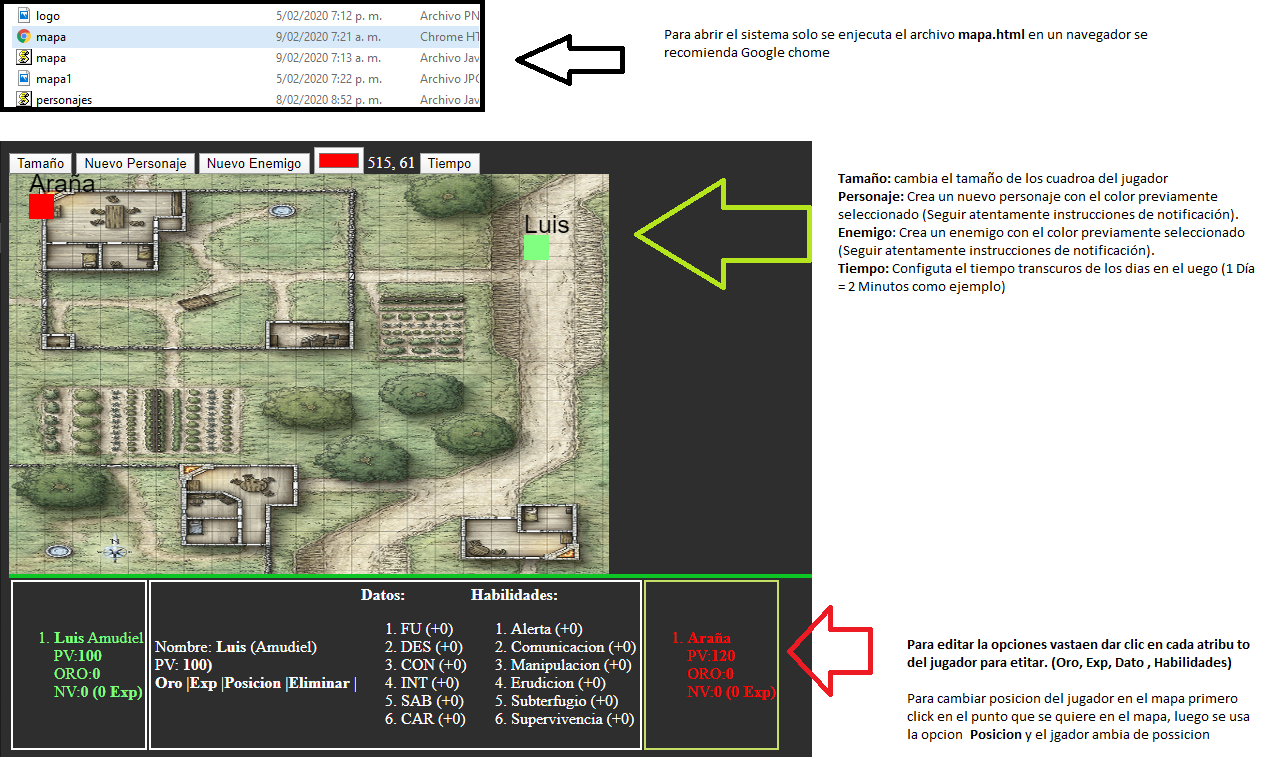 logo 5/02/2020 7:12 p. m. Archivo PN
mapa 9/02/2020 7:21 a. m. Chrome HT
mapa 9/02/2020 7:13 a. m. Archivo Jav
mapa1 5/02/2020 7:22 p. m. Archivo JPG
personajes 8/02/2020 8:52 p. m. Archivo Jav
Para abrir el sistema solo se enjecuta el archivo mapa.html en un navegador se
recomienda Google chome
Tamaño Nuevo Personaje Nuevo Enemigo 515, 61 Tiempo
Araña
Luis
N
Tamaño: cambia el tamaño de los cuadroa del jugador
Personaje: Crea un nuevo personaje con el color previamente
seleccionado (Seguir atentamente instrucciones de notificación).
Enemigo: Crea un enemigo con el color previamente seleccionado
(Seguir atentamente instrucciones de notificación).
Tiempo: Configuta el tiempo transcuros de los dias en el uego (1 Día
= 2 Minutos como ejemplo)
1. Luis Amudiel
PV:100
ORO:0
NV:0 (0 Exp)
Nombre: Luis (Amudiel)
PV: 100)
Oro |Exp |Posicion |Eliminar |
Datos:
1. FU (+0)
2. DES (+0)
3. CON (+0)
4. INT (+0)
5. SAB (+0)
6. CAR (+0)
Habilidades:
1. Alerta (+0)
2. Comunicacion (+0)
3. Manipulacion (+0)
4. Erudicion (+0)
5. Subterfugio (+0)
6. Supervivencia (+0)
1. Araña
PV:120
ORO:0
NV:0 (0 Exp)
Para editar la opciones vastaen dar clic en cada atribu to
del jugador para etitar. (Oro, Exp, Dato , Habilidades)
Para cambiar posicion del jugador en el mapa primero
click en el punto que se quiere en el mapa, luego se usa
la opcion Posicion y el jgador ambia de possicion